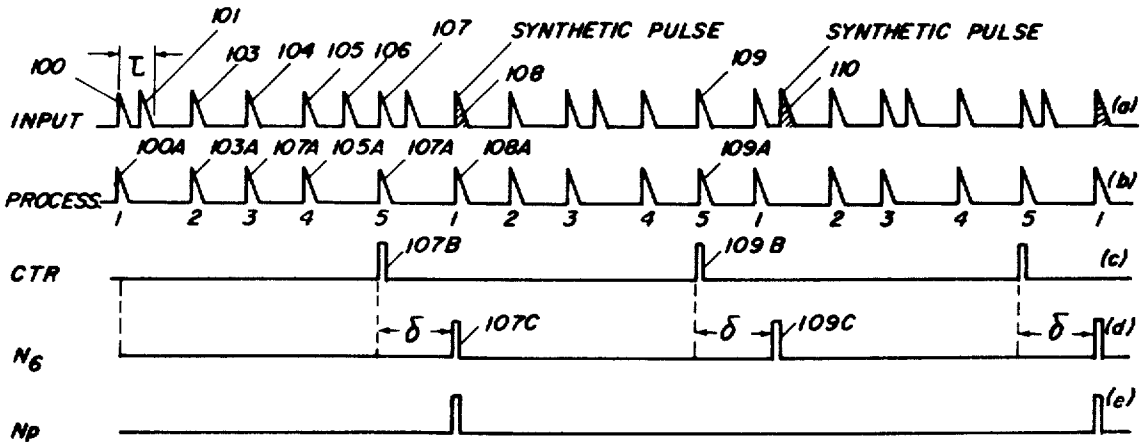 101
107
SYNTHETIC PULSE
SYNTHETIC PULSE
100
τ
103
104
105
106
108
109
110
INPUT
(a)
100A
103A
107A
105A
107A
108A
109A
PROCESS
(b)
1 2 3 4 5 1 2 3 4 5 1 2 3 4 5 1
CTR
107B
109B
(c)
δ
107C
δ
109C
δ
(d)
N6
(e)
Np